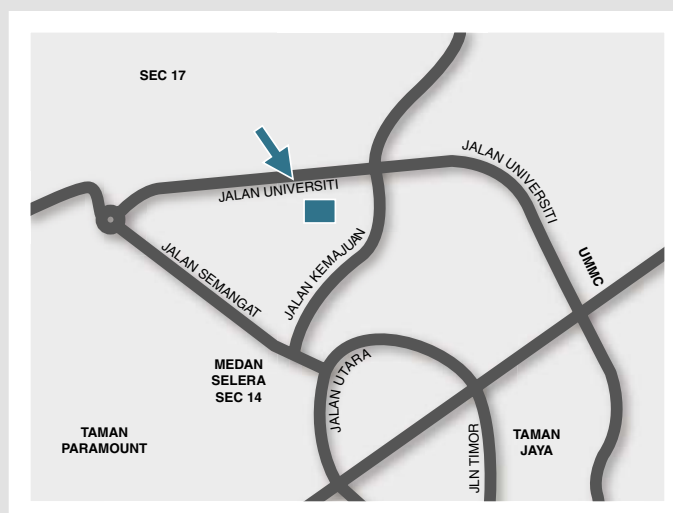 SEC 17
JALAN UNIVERSITI
JALAN UNIVERSITI
JALAN SEMANGAT
JALAN KEMAJUAN
UMMC
MEDAN
SELERA
SEC 14
JALAN UTARA
TAMAN
PARAMOUNT
JLN TIMOR
TAMAN
JAYA